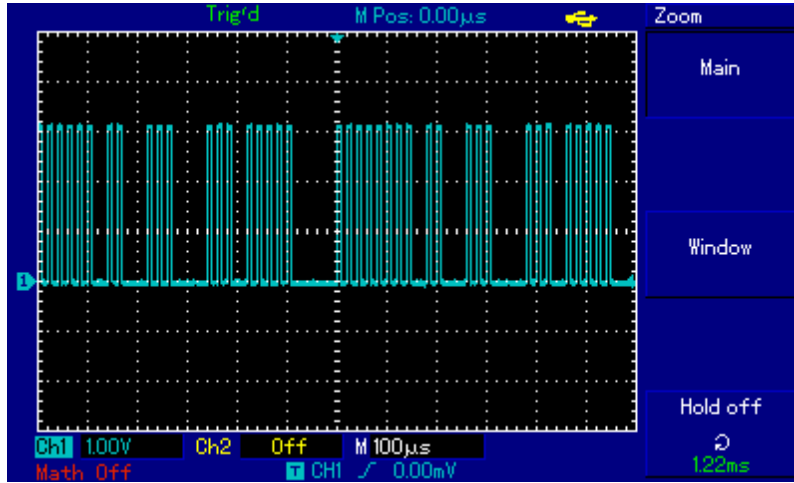 Trig'd M Pos: 0.00μs Zoom
Main
Window
1
Hold off
1.22ms
Ch1 1.00V Ch2 Off M 100μs
Math Off T CH1 0.00mV